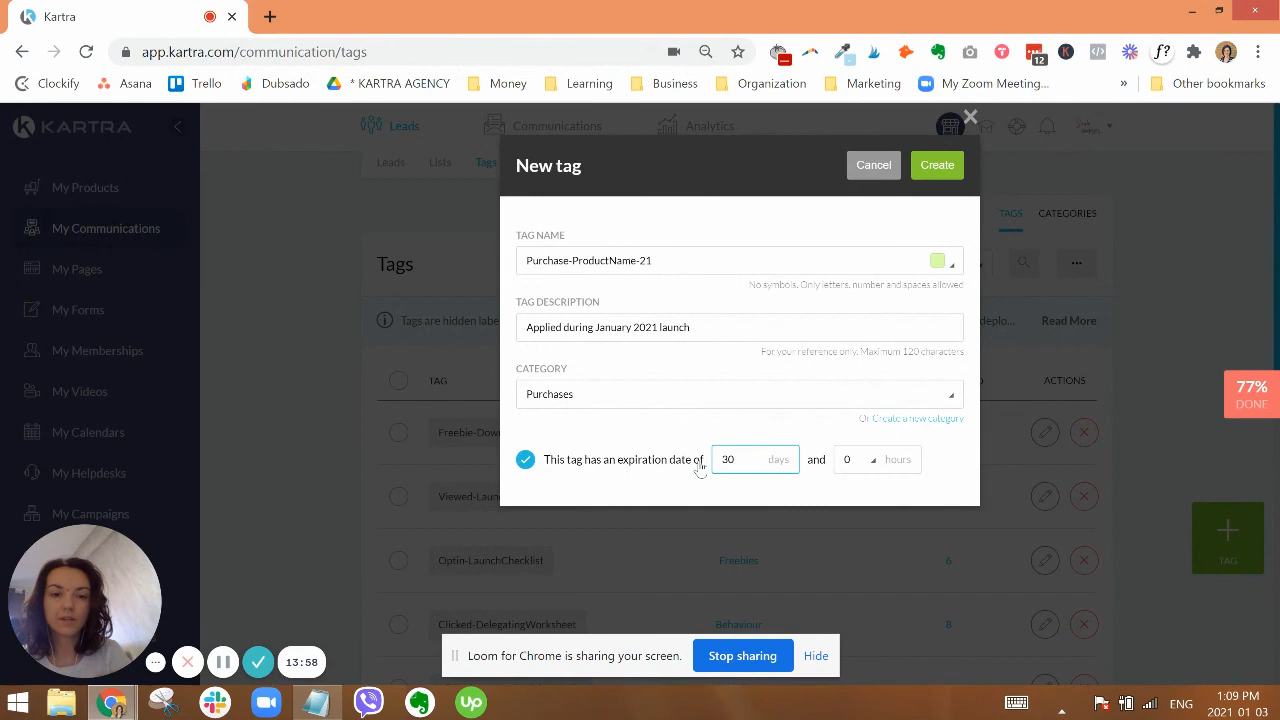 Kartra
app.kartra.com/communication/tags
12
f?
Clockify
Asana
Trello
Dubsado
* KARTRA AGENCY
Money
Learning
Business
Organization
Marketing
My Zoom Meeting...
»
Other bookmarks
KARTRA
Leads
Communications
Analytics
Leads
Lists
Tags
New tag
Cancel
Create
My Products
My Communications
My Pages
My Forms
My Memberships
My Videos
My Calendars
My Helpdesks
My Campaigns
TAGS
CATEGORIES
Tags
Tags are hidden labe
deplo...
Read More
TAG
ACTIONS
TAG NAME
Purchase-ProductName-21
No symbols. Only letters, number and spaces allowed
TAG DESCRIPTION
Applied during January 2021 launch
For your reference only. Maximum 120 characters
CATEGORY
Purchases
Or Create a new category
This tag has an expiration date of 30 days and 0 hours
77%
DONE
Freebie-Dow
Viewed-Laun
Optin-LaunchChecklist
Freebies
6
Clicked-DelegatingWorksheet
Behaviour
8
TAG
13:58
Loom for Chrome is sharing your screen.
Stop sharing
Hide
Up
ENG
1:09 PM
2021-01-03